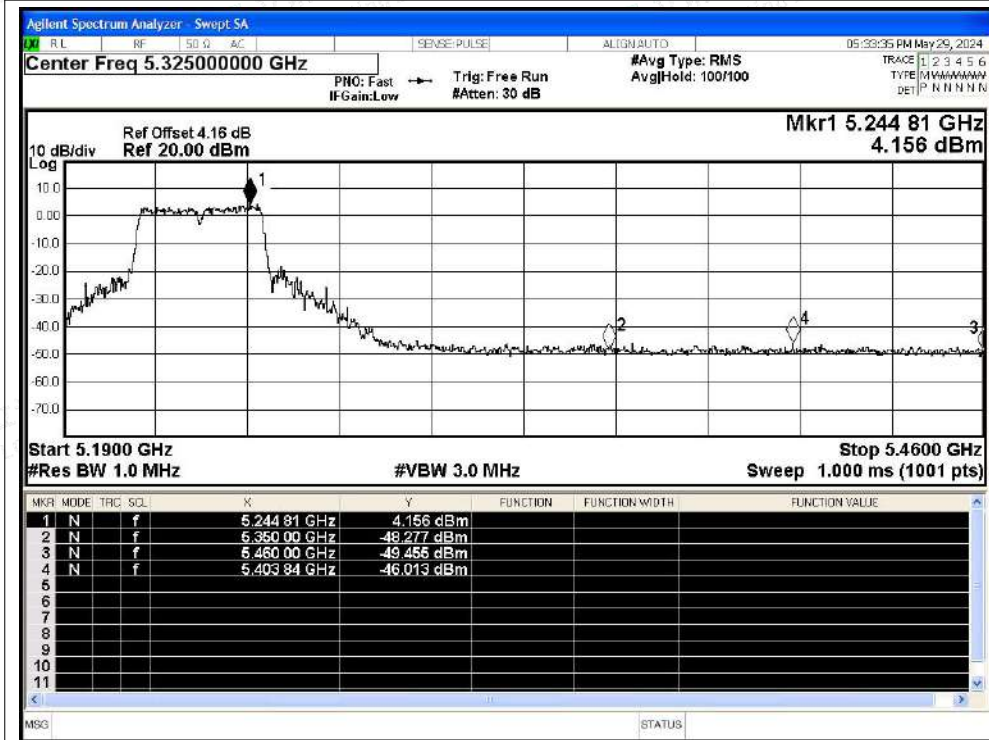 Agilent Spectrum Analyzer - Swept SA
LXI RL RF 50 Ω AC SENSE:PULSE ALIGN AUTO 05:33:35 PM May 29, 2024
Center Freq 5.325000000 GHz #Avg Type: RMS TRACE 1 2 3 4 5 6
PNO: Fast Trig: Free Run Avg|Hold: 100/100 TYPE M
IFGain:Low #Atten: 30 dB DET P N N N N N
Mkr1 5.244 81 GHz
Ref Offset 4.16 dB
10 dB/div Ref 20.00 dBm 4.156 dBm
Log
10.0
1
0.00
-10.0
-20.0
-30.0
-40.0
2 4 3
-50.0
-60.0
-70.0
Start 5.1900 GHz Stop 5.4600 GHz
#Res BW 1.0 MHz #VBW 3.0 MHz Sweep 1.000 ms (1001 pts)
MKR MODE TRC SCL X Y FUNCTION FUNCTION WIDTH FUNCTION VALUE
1 N f 5.244 81 GHz 4.156 dBm
2 N f 5.350 00 GHz -48.277 dBm
3 N f 5.460 00 GHz -49.455 dBm
4 N f 5.403 84 GHz -46.013 dBm
5
6
7
8
9
10
11
MSG STATUS